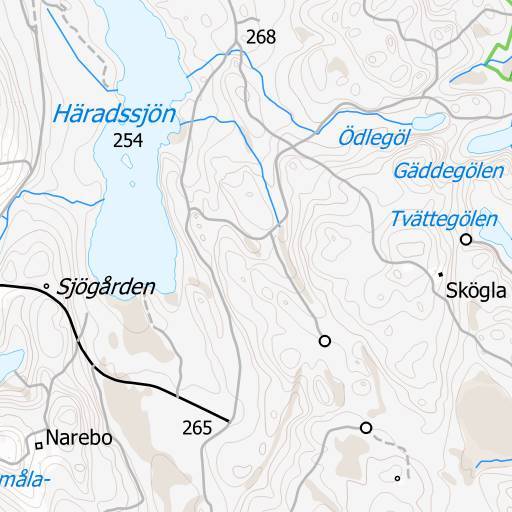 268
Häradssjön
254
Ödlegöl
Gäddegölen
Tvättegölen
Sjögården
Skögla
265
Narebo
måla-